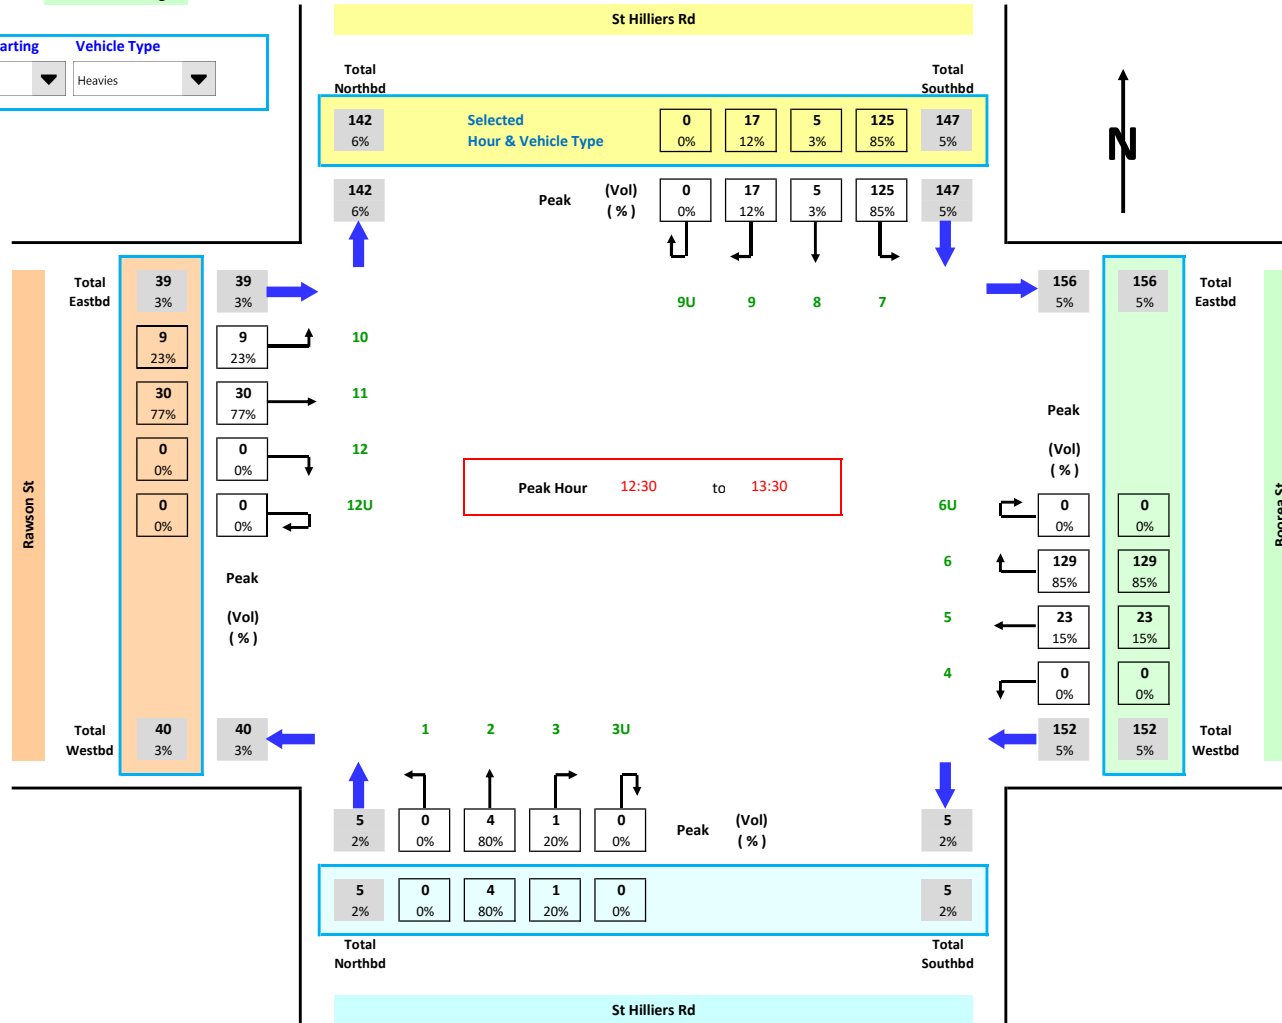 St Hilliers Rd
arting Vehicle Type
Heavies
Total Northbd
Total Southbd
142 Selected 0 17 5 125 147
6% Hour & Vehicle Type 0% 12% 3% 85% 5%
142 Peak (Vol) 0 17 5 125 147
6% ( % ) 0% 12% 3% 85% 5%
N
Total Eastbd
39 39
3% 3%
9U 9 8 7
156 156
5% 5%
Total Eastbd
9 9 10
23% 23%
30 30 11
77% 77%
0 0 12
0% 0%
0 0 12U
0% 0%
Rawson St
Peak
(Vol)
( % )
Peak Hour 12:30 to 13:30
Peak
(Vol)
( % )
6U 0 0
0% 0%
6 129 129
85% 85%
5 23 23
15% 15%
4 0 0
0% 0%
Boorea St
Total Westbd
40 40
3% 3%
1 2 3 3U
152 152
5% 5%
Total Westbd
5 0 4 1 0 Peak (Vol) 5
2% 0% 80% 20% 0% ( % ) 2%
5 0 4 1 0 5
2% 0% 80% 20% 0% 2%
Total Northbd
Total Southbd
St Hilliers Rd